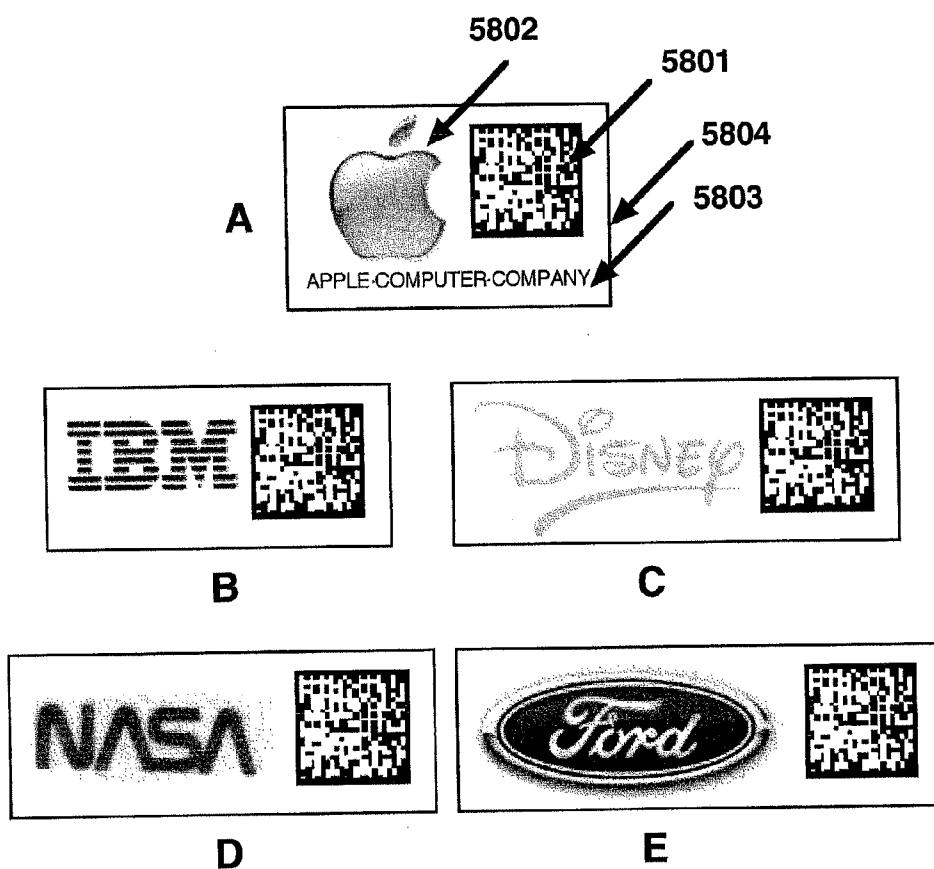 5802
5801
5804
5803
A
APPLE·COMPUTER·COMPANY
IBM
DISNEY
B
C
NASA
Ford
D
E